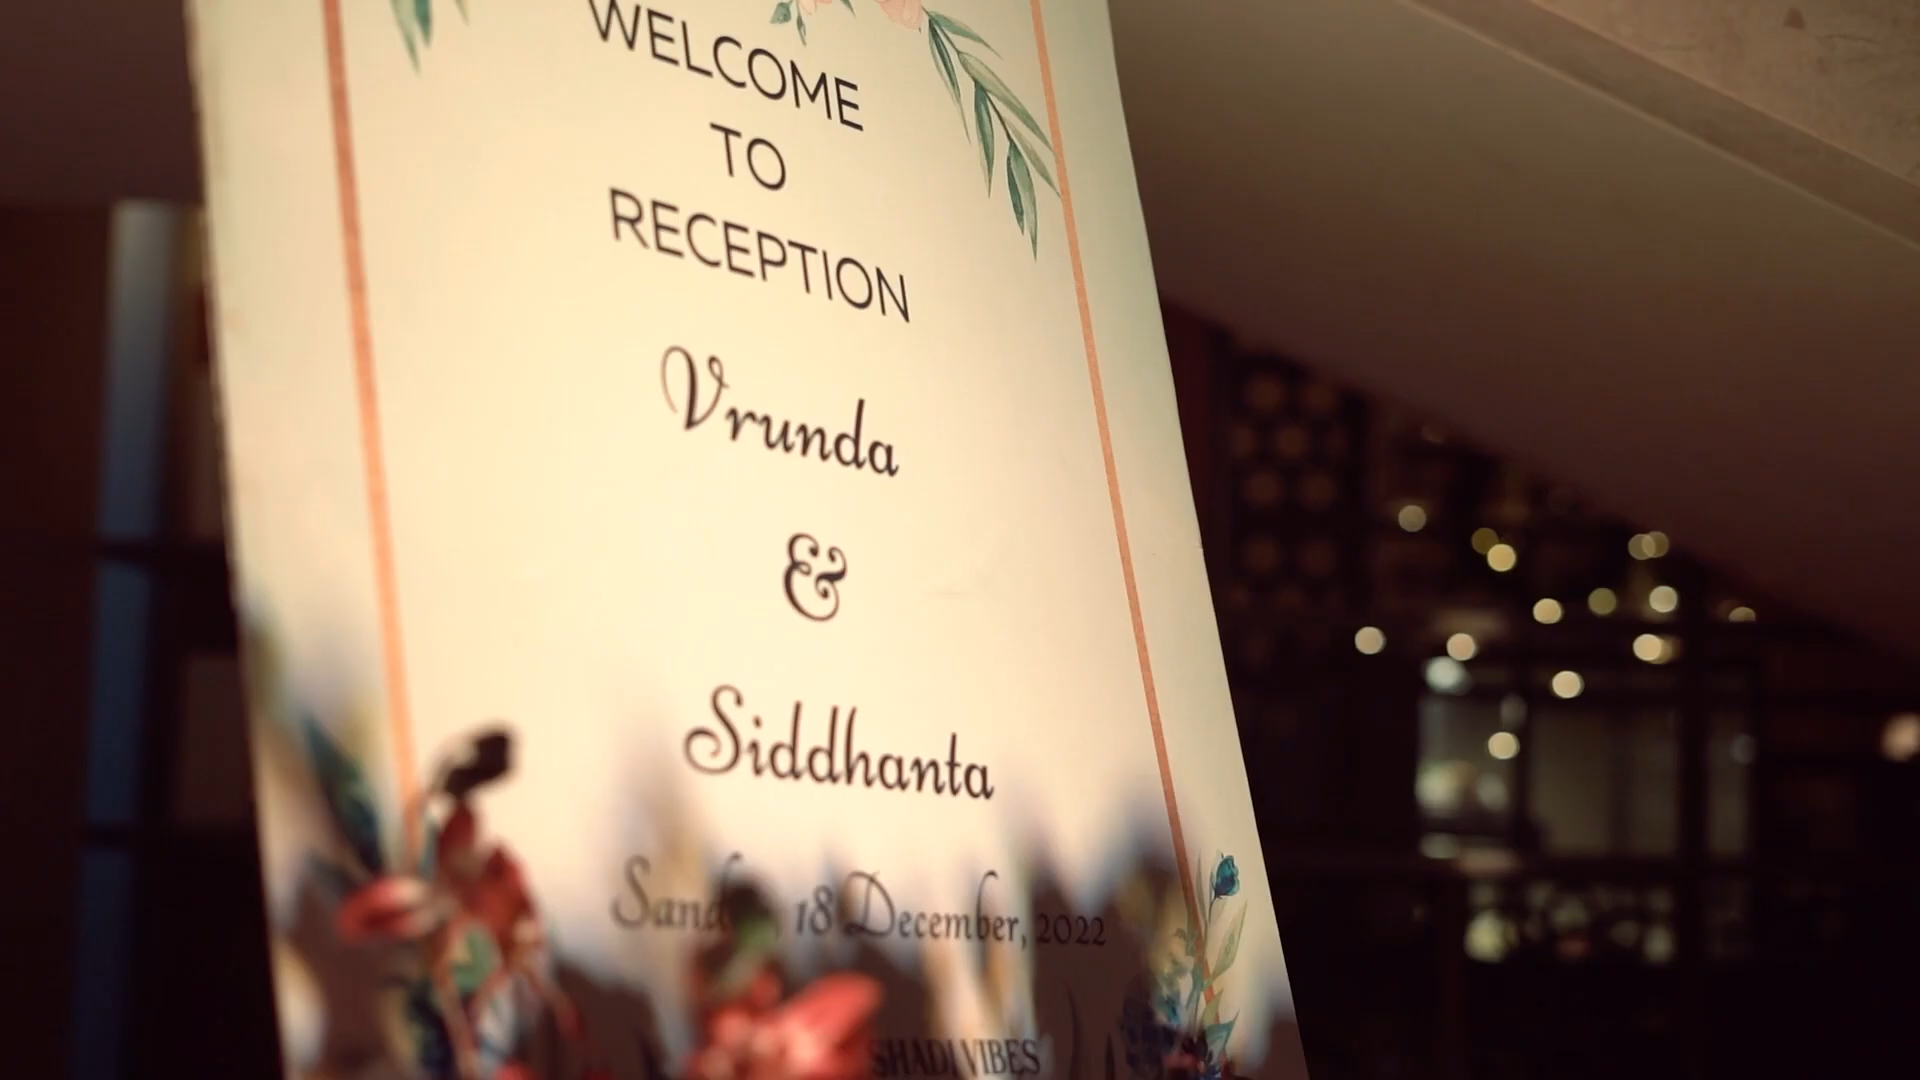 WELCOME
TO
RECEPTION
Vrunda
&
Siddhanta
18 December, 2022
SHADI VIBES